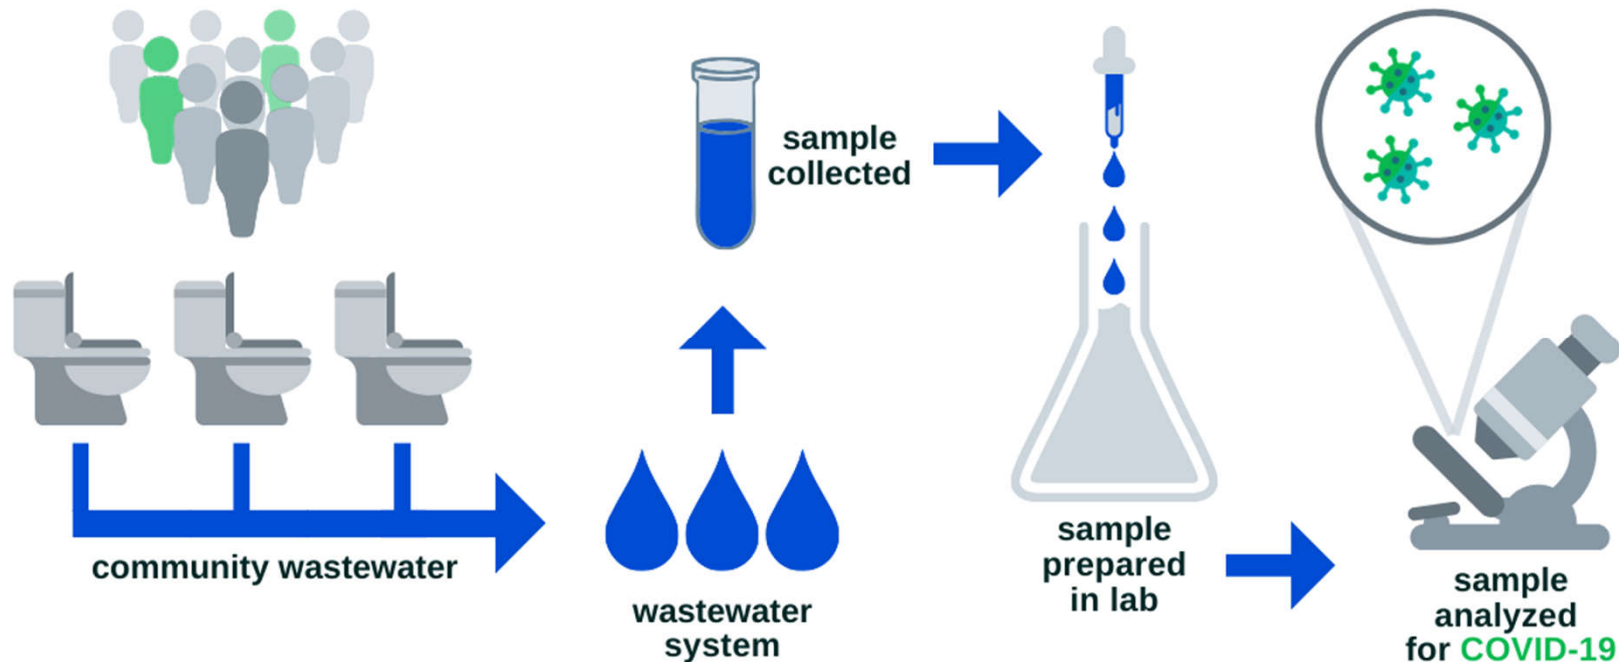 community wastewater
wastewater
system
sample
collected
sample
prepared
in lab
sample
analyzed
for COVID-19